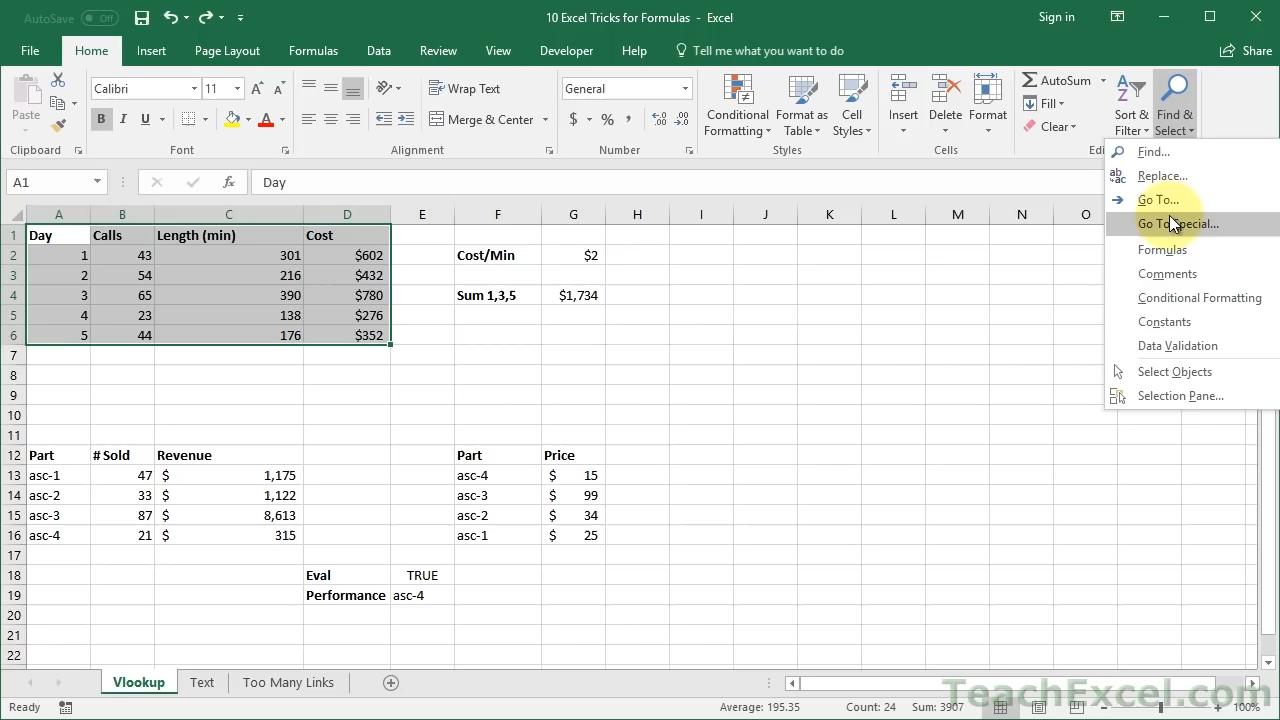 AutoSave Off
10 Excel Tricks for Formulas - Excel
Sign in
File Home Insert Page Layout Formulas Data Review View Developer Help Tell me what you want to do Share
Paste
Clipboard
Calibri 11
B I U
Font
Wrap Text
Merge & Center
Alignment
General
$ % ,
Number
Conditional Formatting
Format as Table
Cell Styles
Styles
Insert Delete Format
Cells
AutoSum
Fill
Clear
Sort & Filter
Find & Select
A1 fx Day
A B C D E F G H I J K L M N O
1 Day Calls Length (min) Cost
2 1 43 301 $602 Cost/Min $2
3 2 54 216 $432
4 3 65 390 $780 Sum 1,3,5 $1,734
5 4 23 138 $276
6 5 44 176 $352
7
8
9
10
11
12 Part # Sold Revenue Part Price
13 asc-1 47 $ 1,175 asc-4 $ 15
14 asc-2 33 $ 1,122 asc-3 $ 99
15 asc-3 87 $ 8,613 asc-2 $ 34
16 asc-4 21 $ 315 asc-1 $ 25
17
18 Eval TRUE
19 Performance asc-4
20
21
22
Find...
Replace...
Go To...
Go To Special...
Formulas
Comments
Conditional Formatting
Constants
Data Validation
Select Objects
Selection Pane...
Vlookup Text Too Many Links
Ready Average: 195.35 Count: 24 Sum: 3907 100%
TeachExcel.com